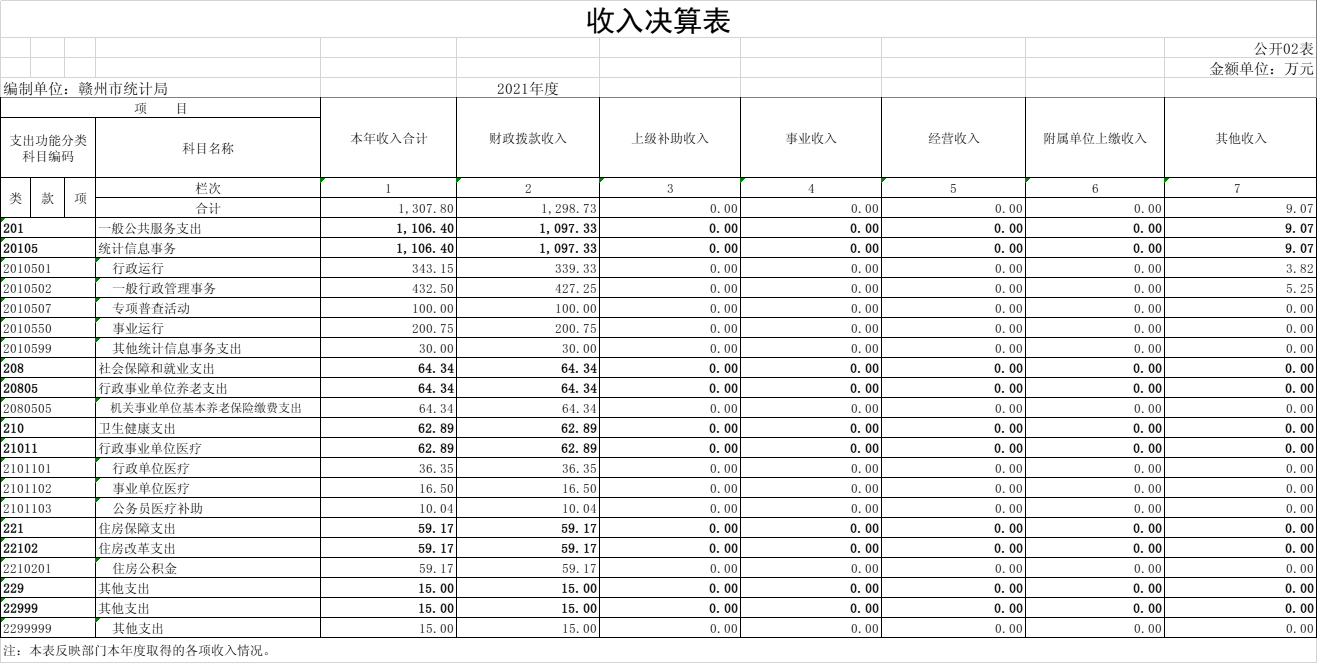 收入决算表
公开02表
金额单位：万元
编制单位：赣州市统计局 2021年度
项 目
支出功能分类
科目编码
科目名称
本年收入合计 财政拨款收入 上级补助收入 事业收入 经营收入 附属单位上缴收入 其他收入
类 款 项
栏次 1 2 3 4 5 6 7
合计 1,307.80 1,298.73 0.00 0.00 0.00 0.00 9.07
201 一般公共服务支出 1,106.40 1,097.33 0.00 0.00 0.00 0.00 9.07
20105 统计信息事务 1,106.40 1,097.33 0.00 0.00 0.00 0.00 9.07
2010501 行政运行 343.15 339.33 0.00 0.00 0.00 0.00 3.82
2010502 一般行政管理事务 432.50 427.25 0.00 0.00 0.00 0.00 5.25
2010507 专项普查活动 100.00 100.00 0.00 0.00 0.00 0.00 0.00
2010550 事业运行 200.75 200.75 0.00 0.00 0.00 0.00 0.00
2010599 其他统计信息事务支出 30.00 30.00 0.00 0.00 0.00 0.00 0.00
208 社会保障和就业支出 64.34 64.34 0.00 0.00 0.00 0.00 0.00
20805 行政事业单位养老支出 64.34 64.34 0.00 0.00 0.00 0.00 0.00
2080505 机关事业单位基本养老保险缴费支出 64.34 64.34 0.00 0.00 0.00 0.00 0.00
210 卫生健康支出 62.89 62.89 0.00 0.00 0.00 0.00 0.00
21011 行政事业单位医疗 62.89 62.89 0.00 0.00 0.00 0.00 0.00
2101101 行政单位医疗 36.35 36.35 0.00 0.00 0.00 0.00 0.00
2101102 事业单位医疗 16.50 16.50 0.00 0.00 0.00 0.00 0.00
2101103 公务员医疗补助 10.04 10.04 0.00 0.00 0.00 0.00 0.00
221 住房保障支出 59.17 59.17 0.00 0.00 0.00 0.00 0.00
22102 住房改革支出 59.17 59.17 0.00 0.00 0.00 0.00 0.00
2210201 住房公积金 59.17 59.17 0.00 0.00 0.00 0.00 0.00
229 其他支出 15.00 15.00 0.00 0.00 0.00 0.00 0.00
22999 其他支出 15.00 15.00 0.00 0.00 0.00 0.00 0.00
2299999 其他支出 15.00 15.00 0.00 0.00 0.00 0.00 0.00
注：本表反映部门本年度取得的各项收入情况。